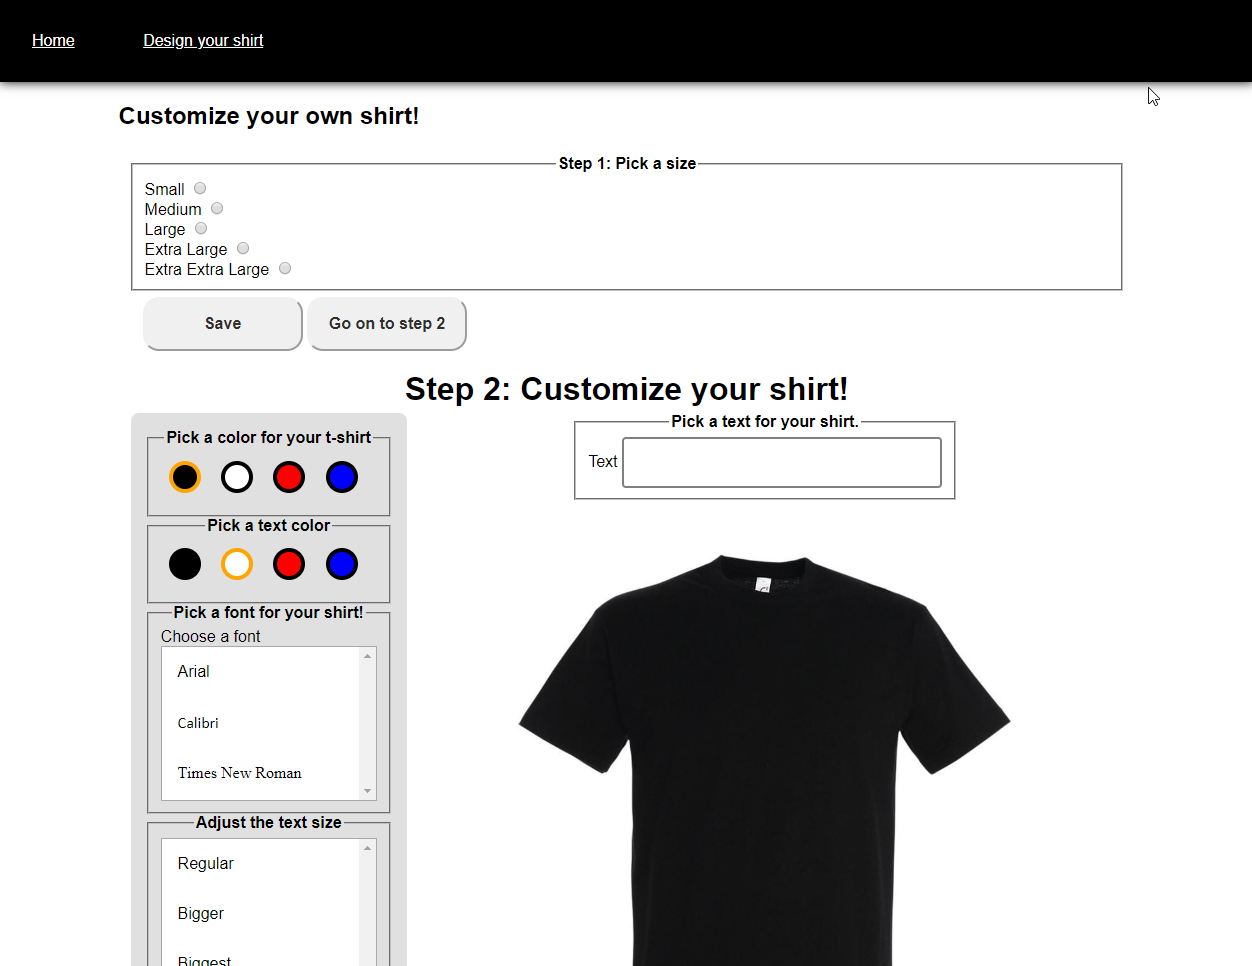 Home
Design your shirt
Customize your own shirt!
Step 1: Pick a size
Small
Medium
Large
Extra Large
Extra Extra Large
Save
Go on to step 2
Step 2: Customize your shirt!
Pick a color for your t-shirt
Pick a text color
Pick a font for your shirt!
Choose a font
Arial
Calibri
Times New Roman
Adjust the text size
Regular
Bigger
Biggest
Pick a text for your shirt.
Text